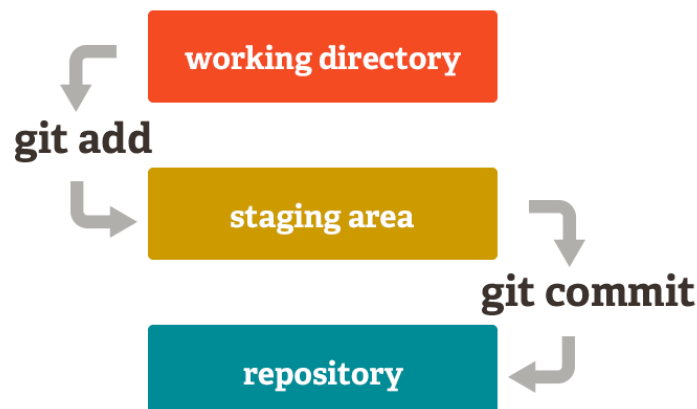 working directory
git add
staging area
git commit
repository